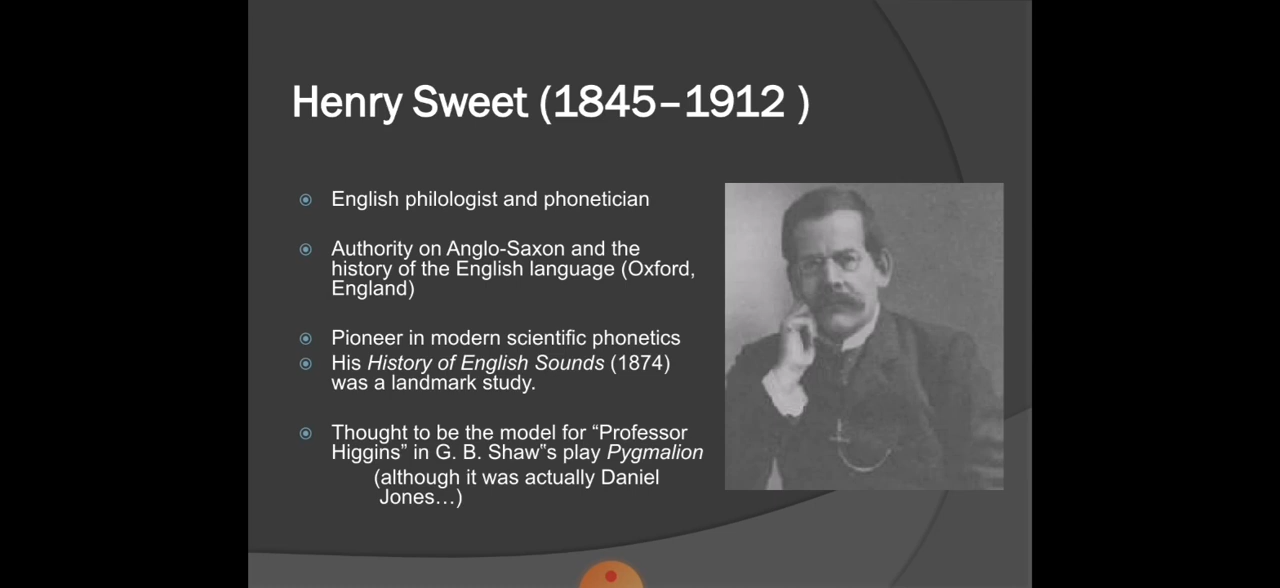 Henry Sweet (1845–1912 )
English philologist and phonetician
Authority on Anglo-Saxon and the
history of the English language (Oxford,
England)
Pioneer in modern scientific phonetics
His History of English Sounds (1874)
was a landmark study.
Thought to be the model for “Professor
Higgins” in G. B. Shaw‟s play Pygmalion
(although it was actually Daniel
Jones…)